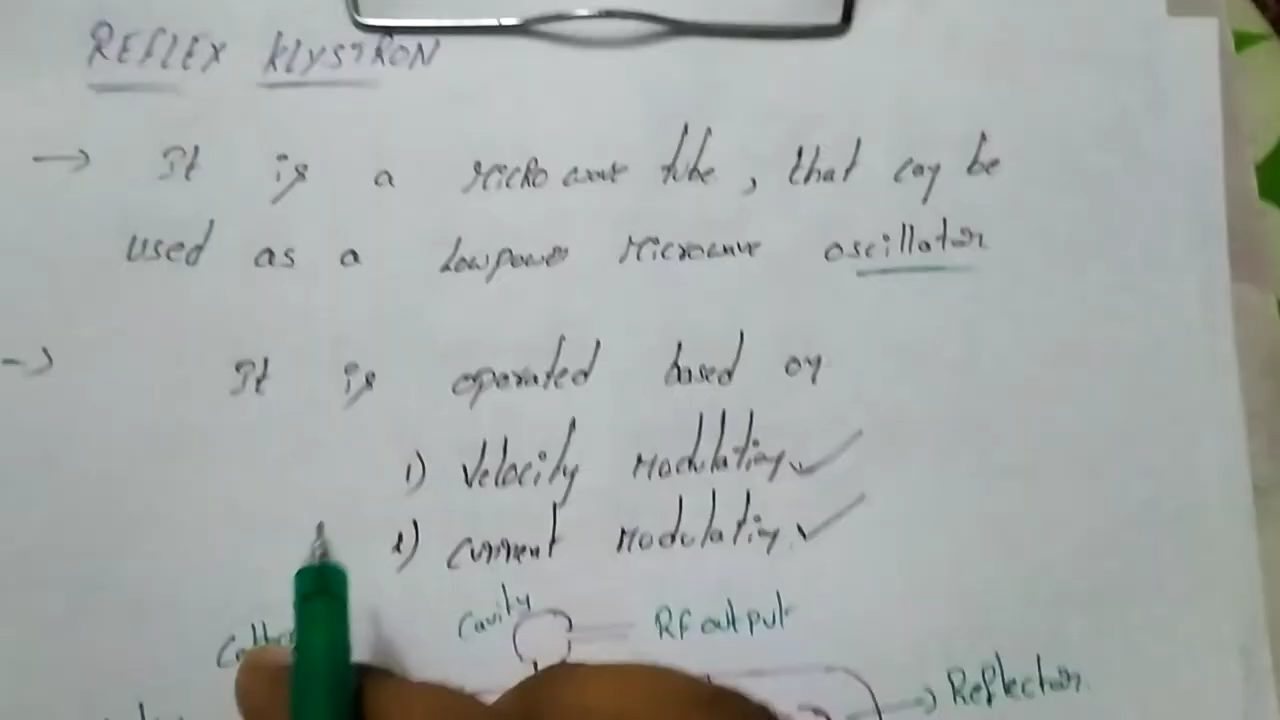 REFLEX KLYSTRON
→ It is a Microwave tube, that can be
used as a Lowpower Microwave oscillator
→ It is operated based on
1) Velocity Modulation ✓
2) Current Modulation ✓
Cavity
RF output
Reflector